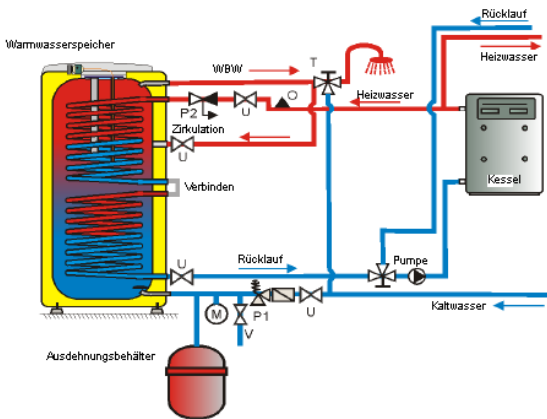 Rücklauf
Warmwasserspeicher
T
WBW
Heizwasser
Heizwasser
P2
U
Zirkulation
U
Kessel
Verbinden
U
Rücklauf
Pumpe
M
V
P1
U
Kaltwasser
Ausdehnungsbehälter